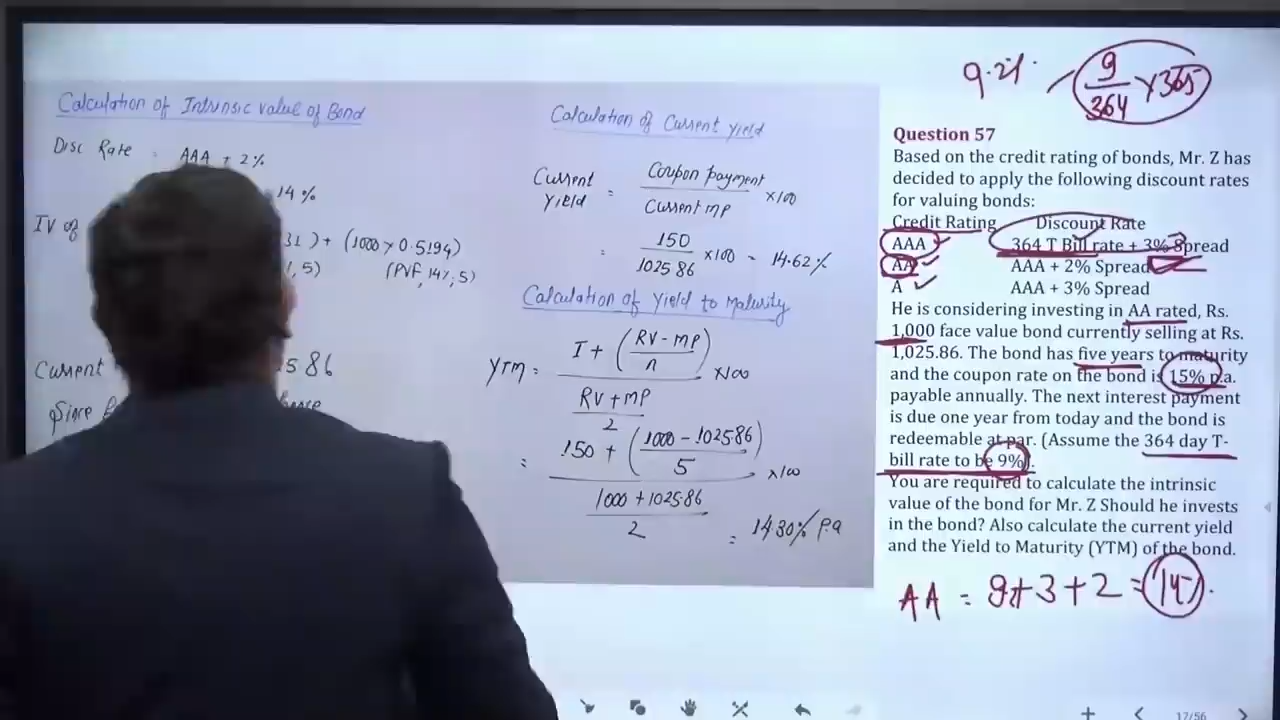 Calculation of Intrinsic value of Bond
Disc Rate = AAA + 2%
14%
IV of
31) + (1000 × 0.5194)
, 5) (PVF, 14%, 5)
Current
586
Since
Calculation of Current yield
Current yield = Coupon payment / Current MP ×100
= 150 / 1025.86 ×100 = 14.62%
Calculation of Yield to Maturity
YTM = I + (RV - MP / n) / RV + MP / 2 ×100
= 150 + (1000 - 1025.86 / 5) / 1000 + 1025.86 / 2 ×100
= 14.30% P.a
9.2%. 9/364 × 365
Question 57
Based on the credit rating of bonds, Mr. Z has
decided to apply the following discount rates
for valuing bonds:
Credit Rating Discount Rate
AAA 364 T Bill rate + 3% Spread
AA AAA + 2% Spread
A AAA + 3% Spread
He is considering investing in AA rated, Rs.
1,000 face value bond currently selling at Rs.
1,025.86. The bond has five years to maturity
and the coupon rate on the bond is 15% p.a.
payable annually. The next interest payment
is due one year from today and the bond is
redeemable at par. (Assume the 364 day T-
bill rate to be 9%).
You are required to calculate the intrinsic
value of the bond for Mr. Z Should he invests
in the bond? Also calculate the current yield
and the Yield to Maturity (YTM) of the bond.
AA = 9+3+2 = 14%.
17/56